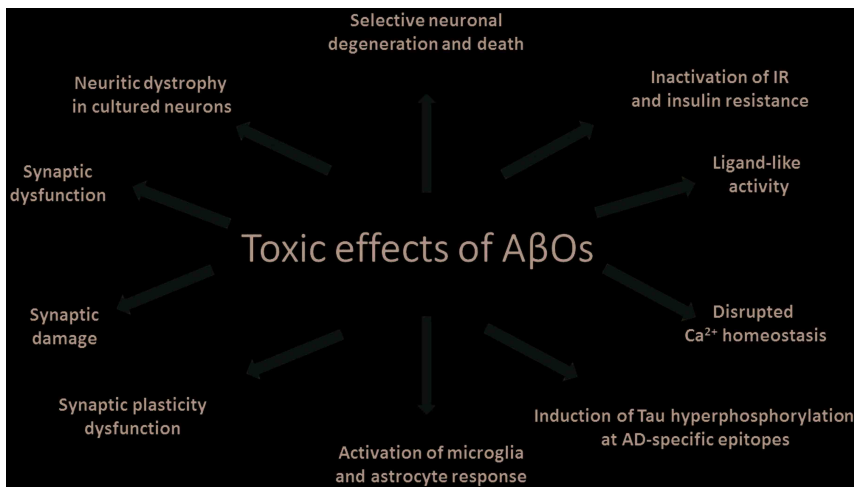 Selective neuronal
degeneration and death
Neuritic dystrophy
in cultured neurons
Inactivation of IR
and insulin resistance
Synaptic
dysfunction
Ligand-like
activity
Toxic effects of AβOs
Synaptic
damage
Disrupted
Ca²⁺ homeostasis
Synaptic plasticity
dysfunction
Induction of Tau hyperphosphorylation
at AD-specific epitopes
Activation of microglia
and astrocyte response